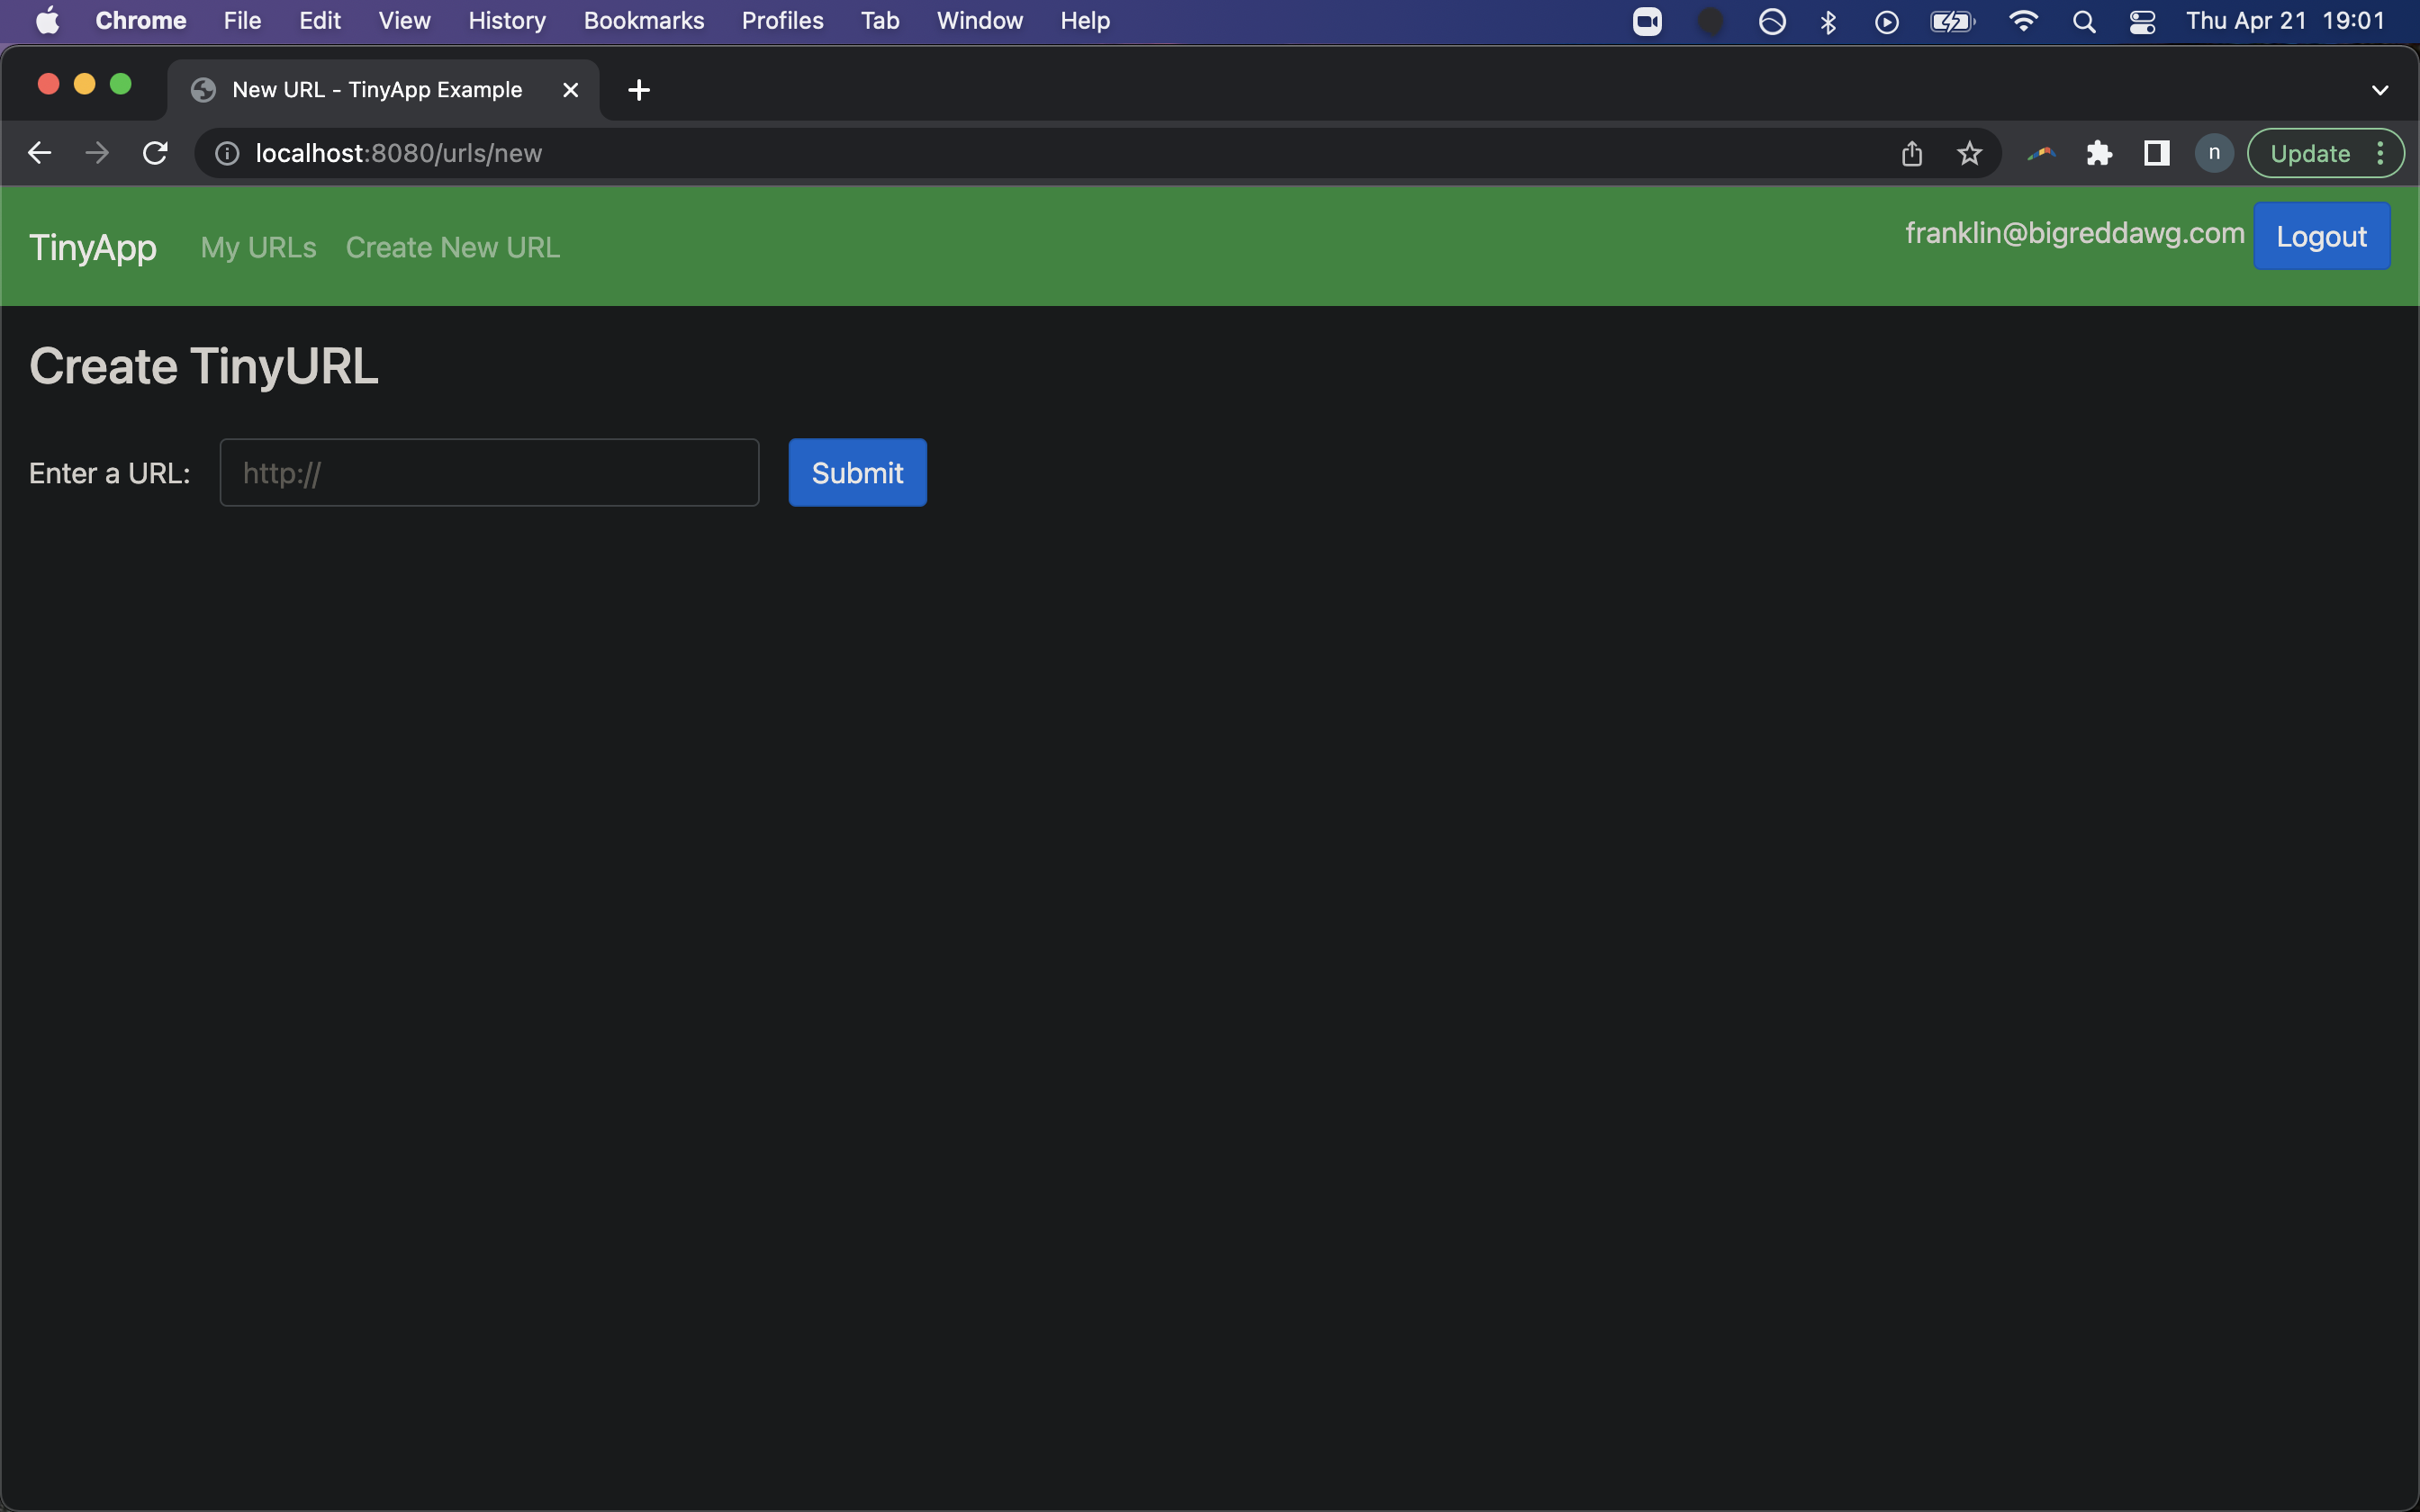 Chrome File Edit View History Bookmarks Profiles Tab Window Help Thu Apr 21 19:01
New URL - TinyApp Example
localhost:8080/urls/new n Update
TinyApp My URLs Create New URL franklin@bigreddawg.com Logout
Create TinyURL
Enter a URL: http:// Submit